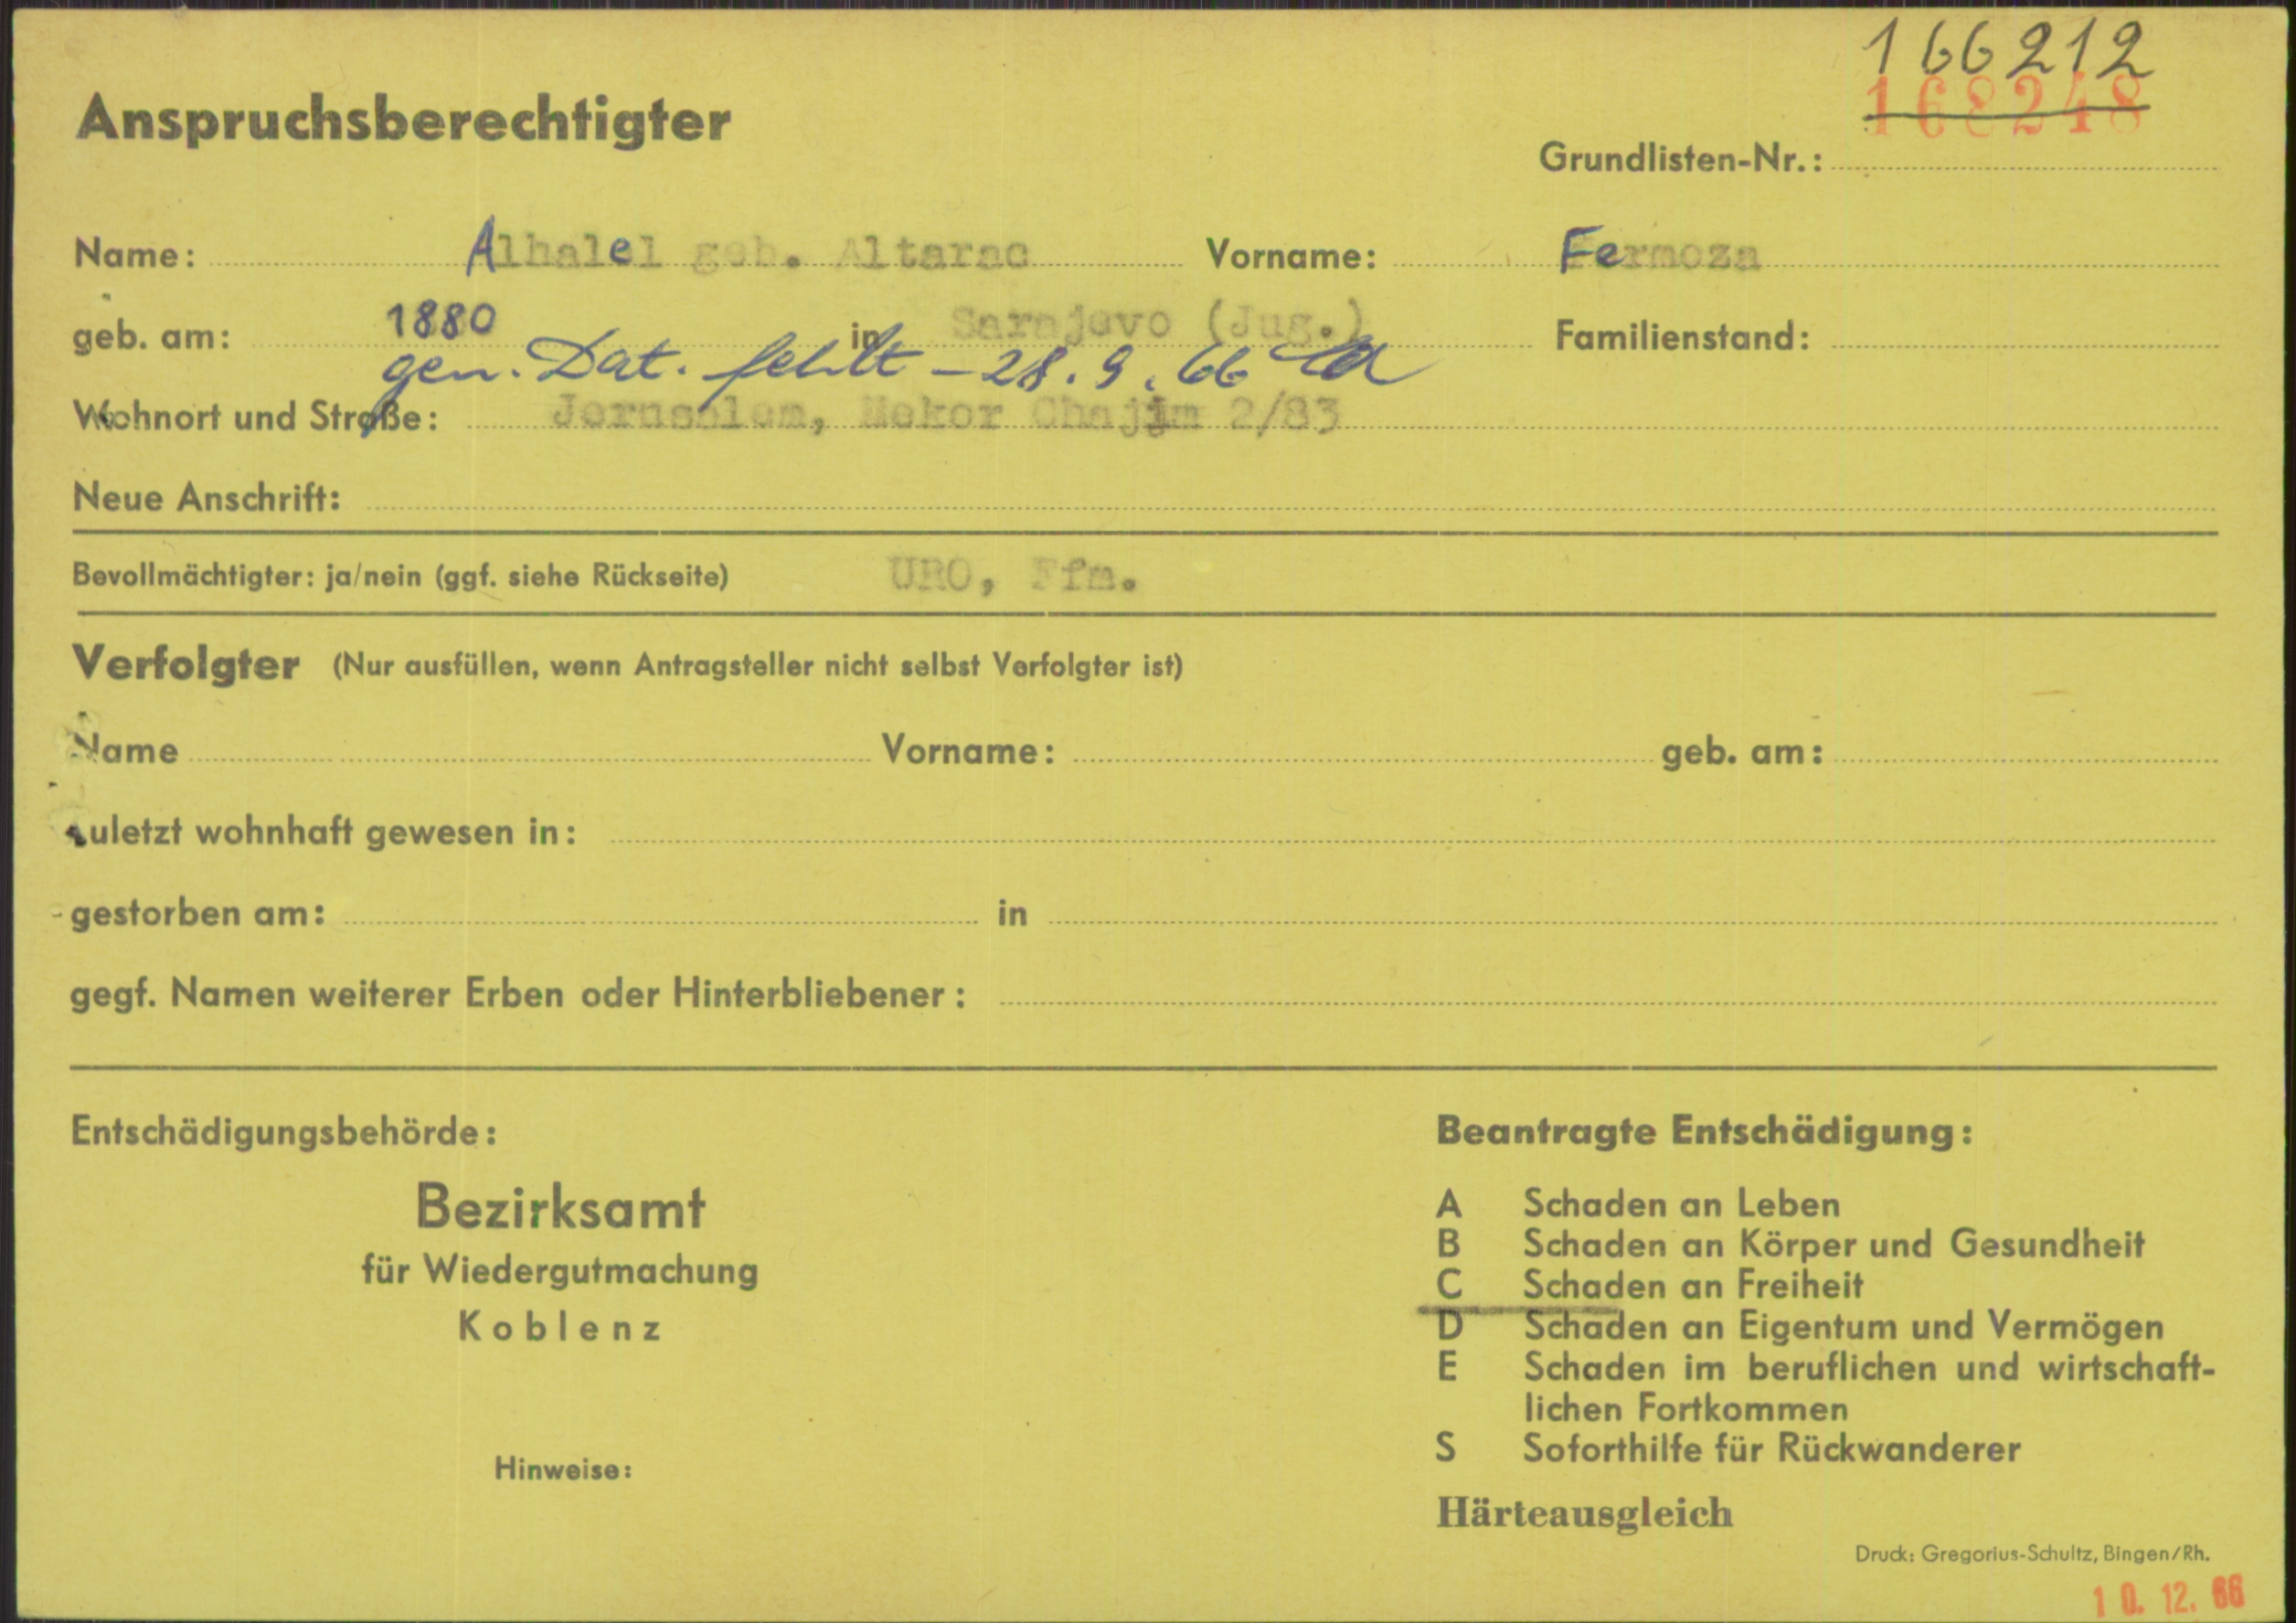 166212
168248
Anspruchsberechtigter
Grundlisten-Nr.:
Name: Alhalel geb. Altarac Vorname: Fermoza
geb. am: 1880 in Sarajevo (Jug.) Familienstand:
gen. Dat. fehlt - 28.9.66
Wohnort und Straße: Jerusalem, Mekor Chajim 2/83
Neue Anschrift:
Bevollmächtigter: ja/nein (ggf. siehe Rückseite) URO, Ffm.
Verfolgter (Nur ausfüllen, wenn Antragsteller nicht selbst Verfolgter ist)
Name Vorname: geb. am:
zuletzt wohnhaft gewesen in:
gestorben am: in
gegf. Namen weiterer Erben oder Hinterbliebener:
Entschädigungsbehörde:
Bezirksamt
für Wiedergutmachung
Koblenz
Hinweise:
Beantragte Entschädigung:
A Schaden an Leben
B Schaden an Körper und Gesundheit
C Schaden an Freiheit
D Schaden an Eigentum und Vermögen
E Schaden im beruflichen und wirtschaft-
lichen Fortkommen
S Soforthilfe für Rückwanderer
Härteausgleich
Druck: Gregorius-Schultz, Bingen/Rh.
10. 12. 66